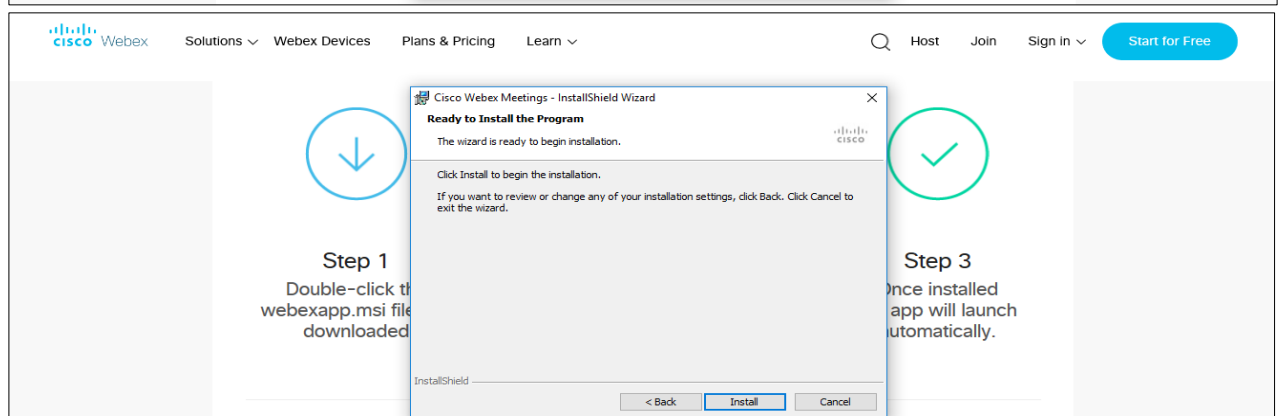 CISCO Webex Solutions Webex Devices Plans & Pricing Learn Host Join Sign in Start for Free
Cisco Webex Meetings - InstallShield Wizard
Ready to Install the Program
The wizard is ready to begin installation.
CISCO
Click Install to begin the installation.
If you want to review or change any of your installation settings, click Back. Click Cancel to
exit the wizard.
InstallShield
< Back Install Cancel
Step 1
Double-click
webexapp.msi file
downloaded
Step 3
installed
app will launch